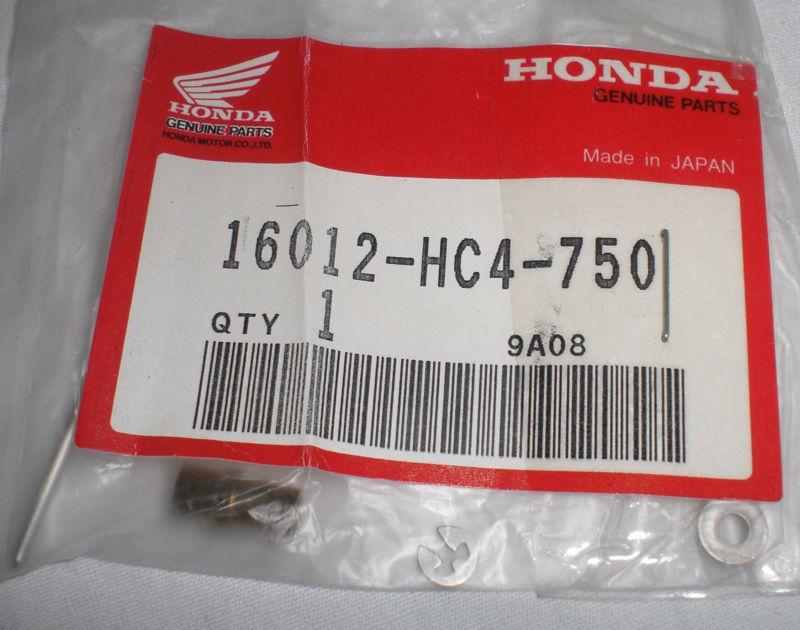 HONDA
GENUINE PARTS
HONDA MOTOR CO.,LTD.
HONDA
GENUINE PARTS
Made in JAPAN
16012-HC4-750
QTY 1
9A08